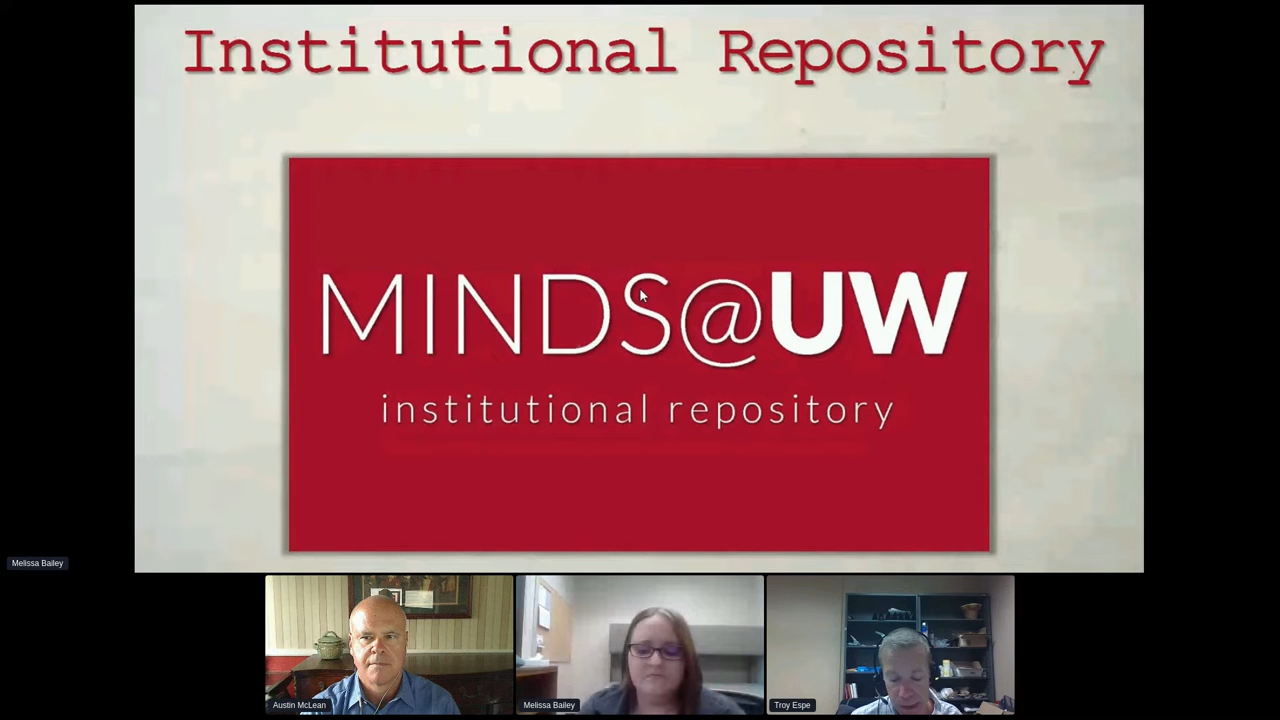 Institutional Repository
MINDS@UW
institutional repository
Melissa Bailey
Austin McLean
Melissa Bailey
Troy Espe